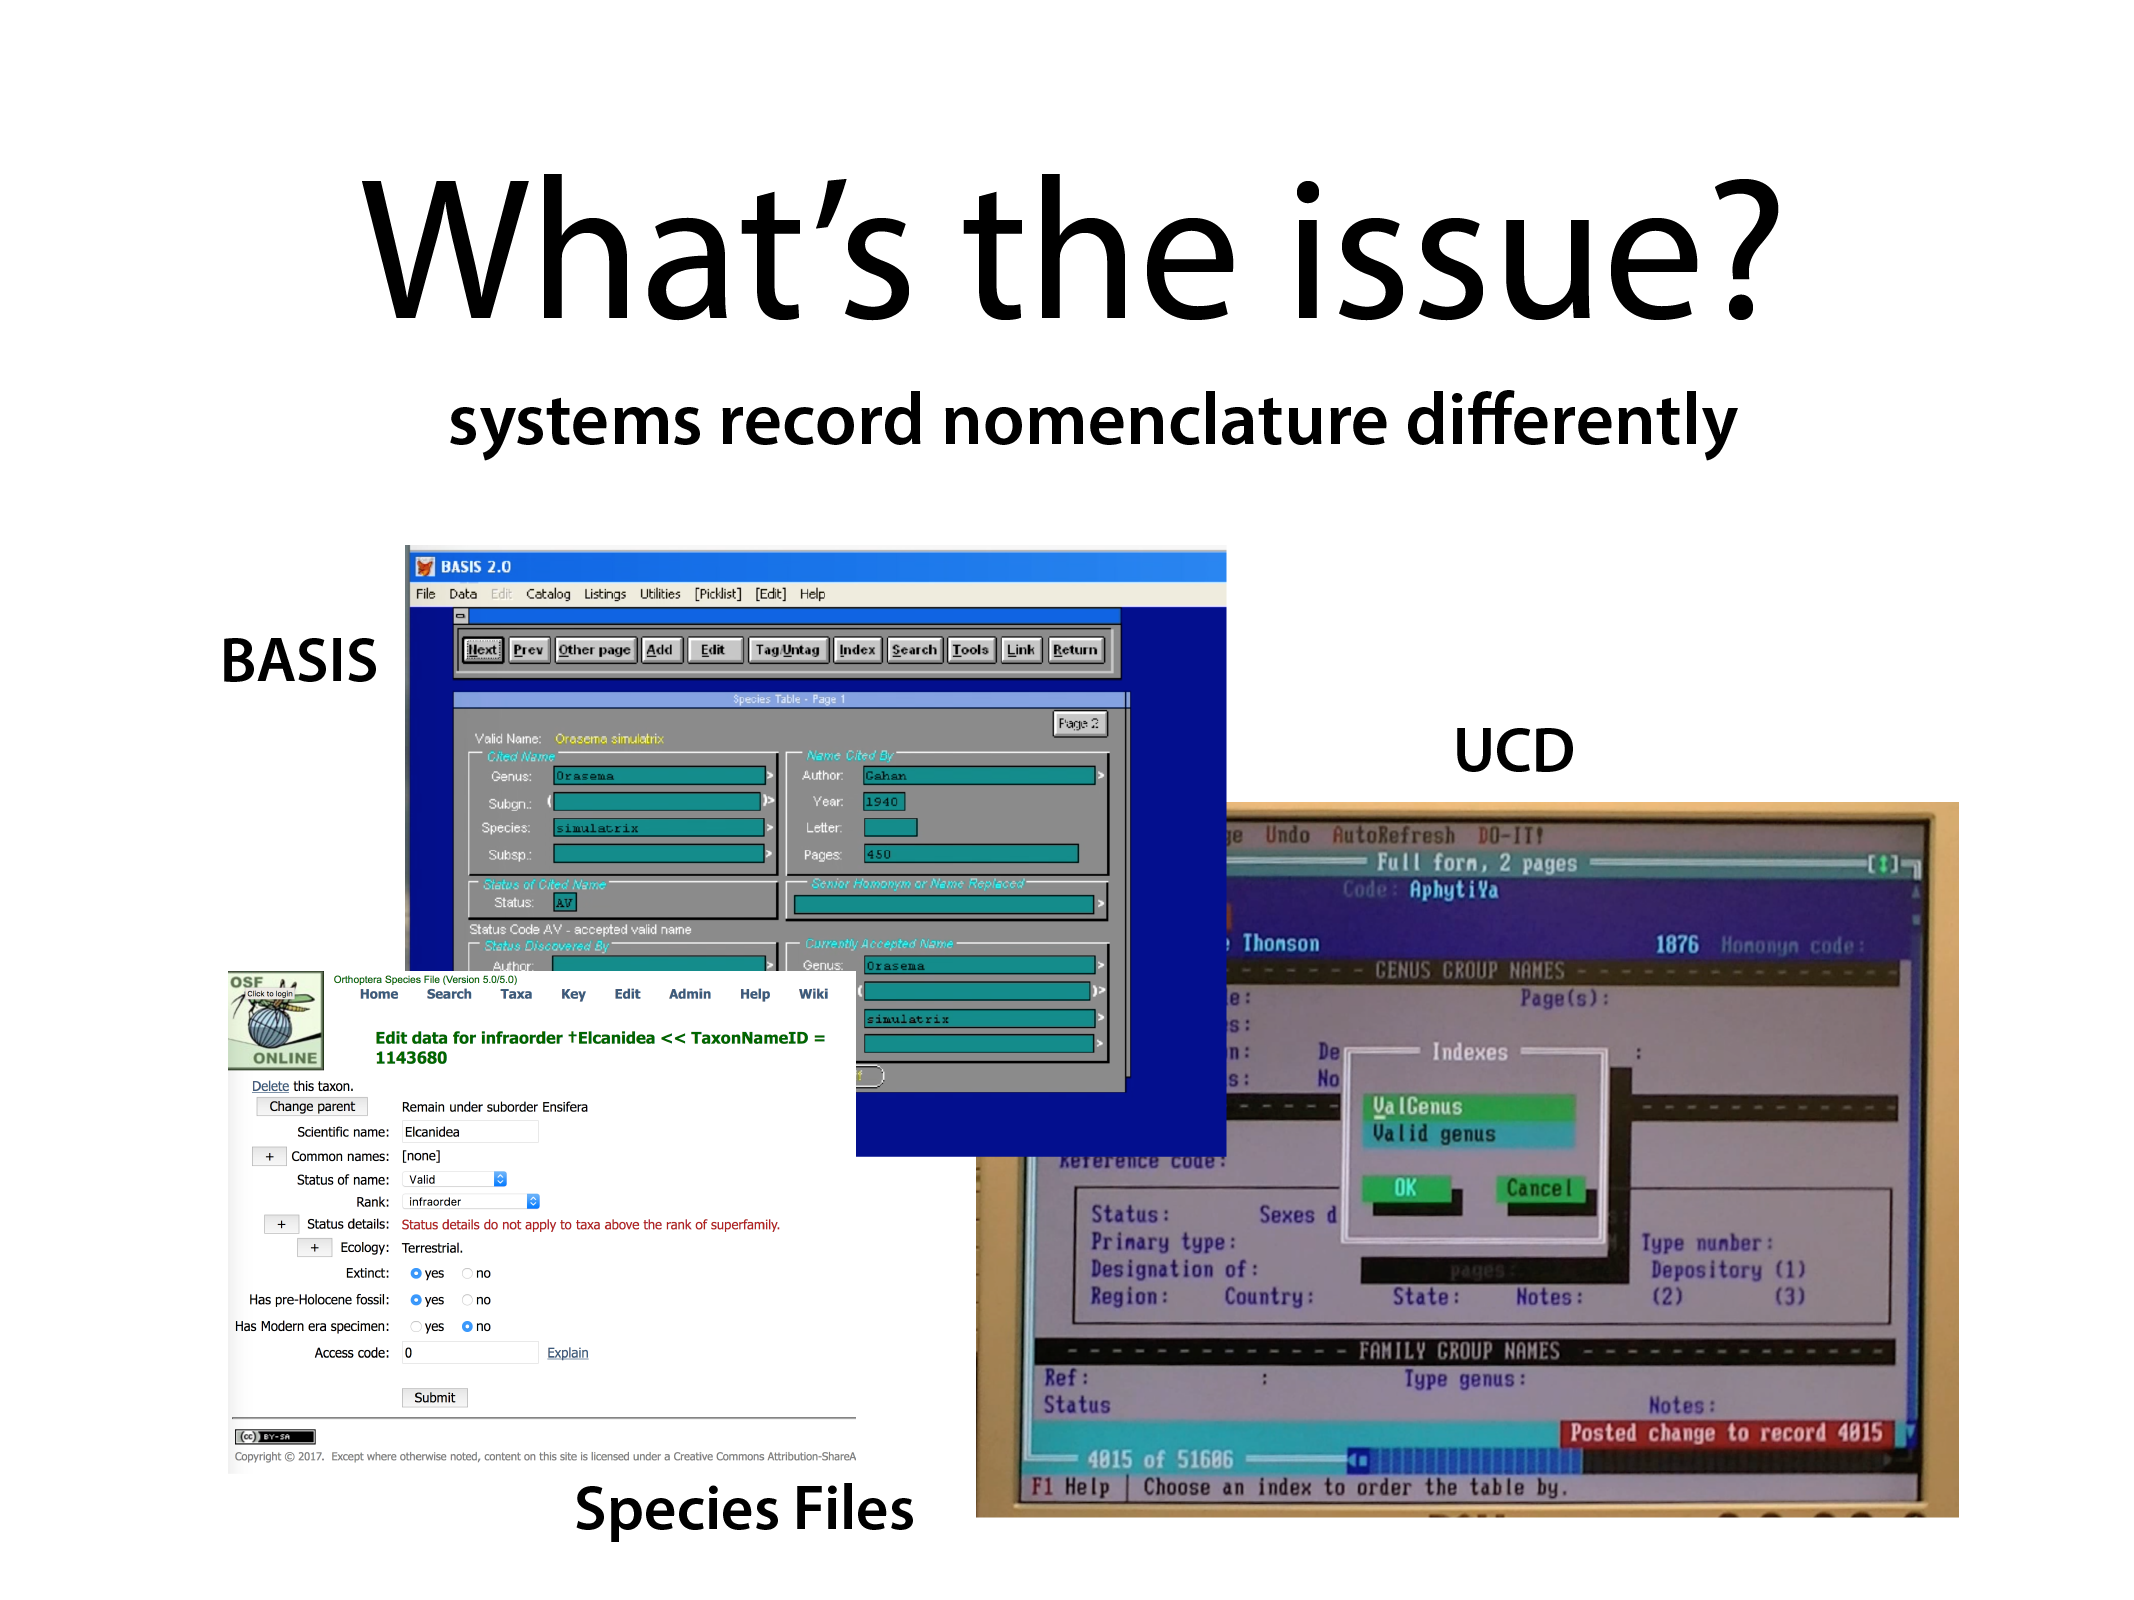 What's the issue?
systems record nomenclature differently
BASIS
BASIS 2.0
File Data Edit Catalog Listings Utilities [Picklist] [Edit] Help
Next Prev Other page Add Edit Tag/Untag Index Search Tools Link Return
Species Table - Page 1
Page 2
Valid Name: Orasema simulatrix
Cited Name
Genus: Orasema
Subgn.: ( )
Species: simulatrix
Subsp.:
Name Cited By
Author: Gahan
Year: 1940
Letter:
Pages: 450
Status of Cited Name
Status: AV
Senior Homonym or Name Replaced
Status Code AV - accepted valid name
Status Discovered By
Author:
Currently Accepted Name
Genus: Orasema
simulatrix
UCD
Undo AutoRefresh DO-IT!
Full form, 2 pages
Code: AphytiYa
Thomson 1876 Homonym code:
GENUS GROUP NAMES
Page(s):
De
No
Indexes
ValGenus
Valid genus
OK Cancel
Reference code:
Status: Sexes d
Primary type: Type number:
Designation of: pages: Depository (1)
Region: Country: State: Notes: (2) (3)
FAMILY GROUP NAMES
Ref: : Type genus:
Status Notes:
Posted change to record 4015
4015 of 51606
F1 Help | Choose an index to order the table by.
OSF
Click to login
ONLINE
Orthoptera Species File (Version 5.0/5.0)
Home Search Taxa Key Edit Admin Help Wiki
Edit data for infraorder †Elcanidea << TaxonNameID =
1143680
Delete this taxon.
Change parent Remain under suborder Ensifera
Scientific name: Elcanidea
+ Common names: [none]
Status of name: Valid
Rank: infraorder
+ Status details: Status details do not apply to taxa above the rank of superfamily.
+ Ecology: Terrestrial.
Extinct: yes no
Has pre-Holocene fossil: yes no
Has Modern era specimen: yes no
Access code: 0 Explain
Submit
(cc) BY-SA
Copyright © 2017. Except where otherwise noted, content on this site is licensed under a Creative Commons Attribution-ShareA
Species Files